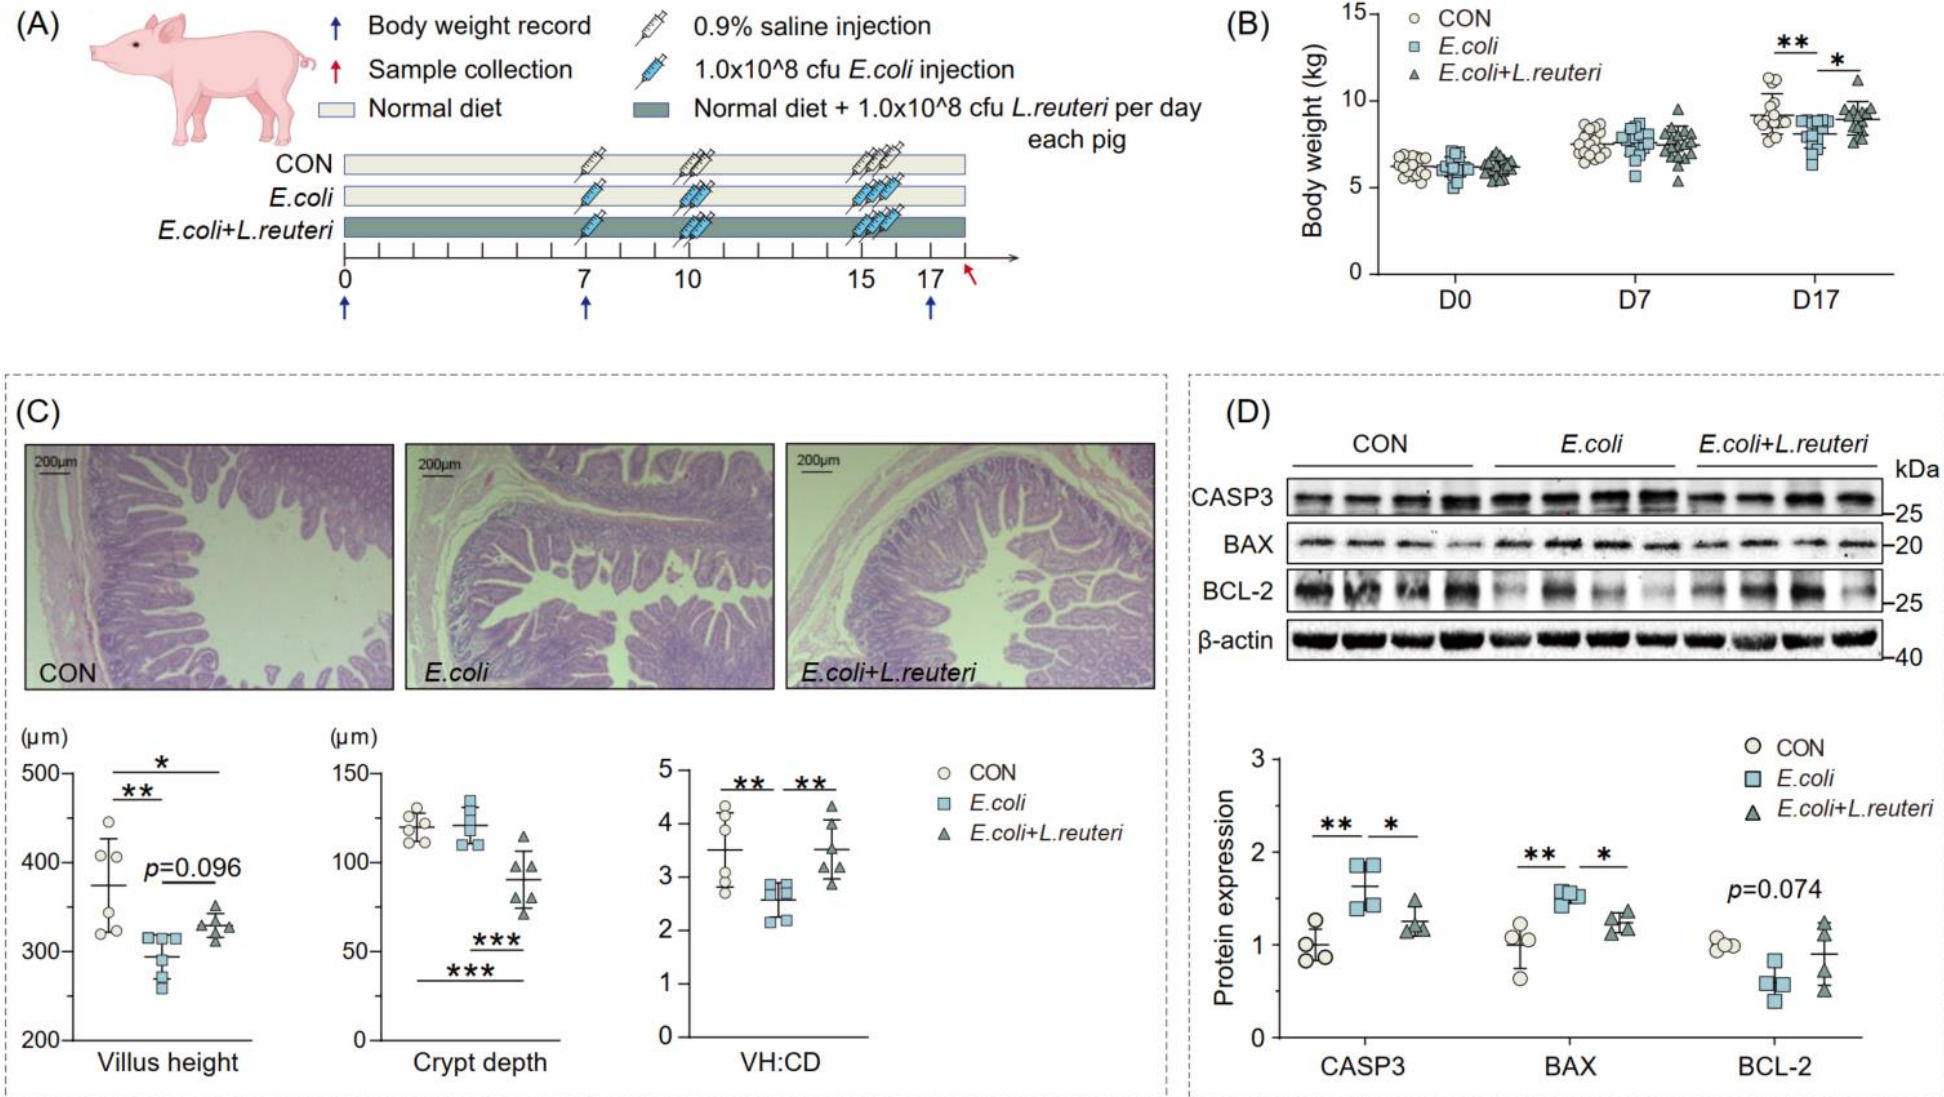 (A)
Body weight record
0.9% saline injection
Sample collection
1.0x10^8 cfu E.coli injection
Normal diet
Normal diet + 1.0x10^8 cfu L.reuteri per day
each pig
CON
E.coli
E.coli+L.reuteri
0 7 10 15 17
(B)
CON
E.coli
E.coli+L.reuteri
Body weight (kg)
15
10
5
0
** *
D0 D7 D17
(C)
200μm
CON
200μm
E.coli
200μm
E.coli+L.reuteri
(μm)
500
400
300
200
*
**
p=0.096
Villus height
(μm)
150
100
50
0
***
***
Crypt depth
5
4
3
2
1
0
** **
VH:CD
CON
E.coli
E.coli+L.reuteri
(D)
CON E.coli E.coli+L.reuteri
kDa
CASP3
25
BAX
20
BCL-2
25
β-actin
40
CON
E.coli
E.coli+L.reuteri
Protein expression
3
2
1
0
** *
** *
p=0.074
CASP3 BAX BCL-2